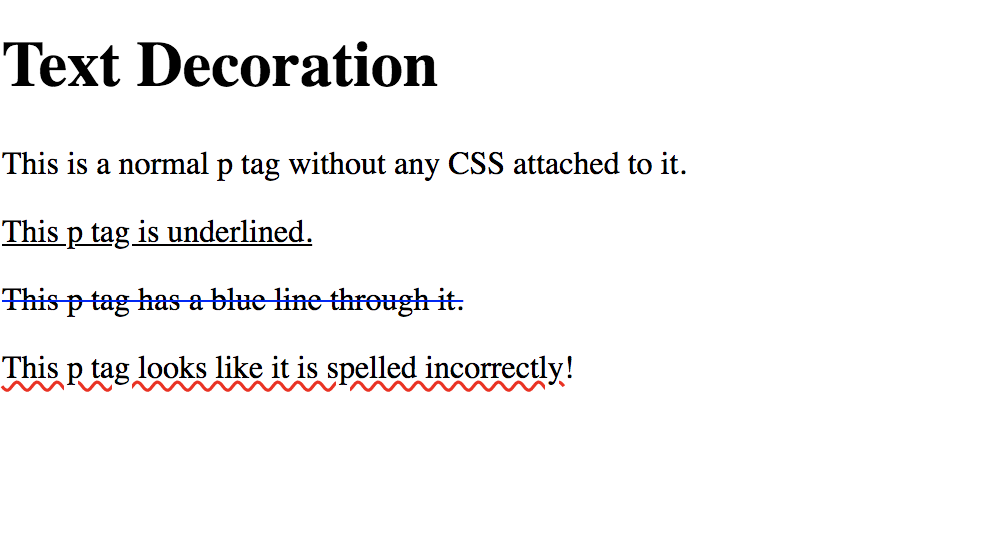 Text Decoration
This is a normal p tag without any CSS attached to it.
This p tag is underlined.
This p tag has a blue line through it.
This p tag looks like it is spelled incorrectly!